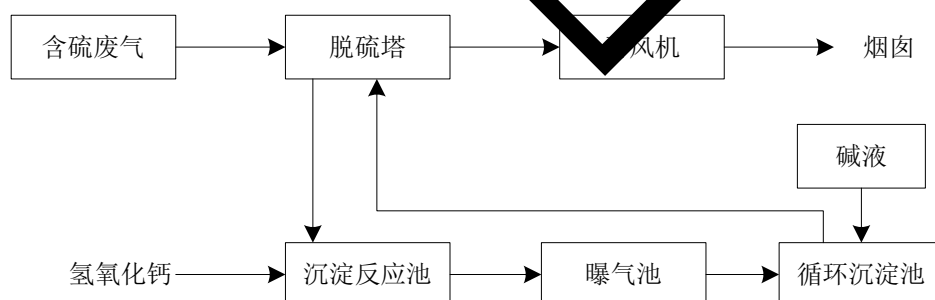 含硫废气
脱硫塔
风机
烟囱
碱液
氢氧化钙
沉淀反应池
曝气池
循环沉淀池